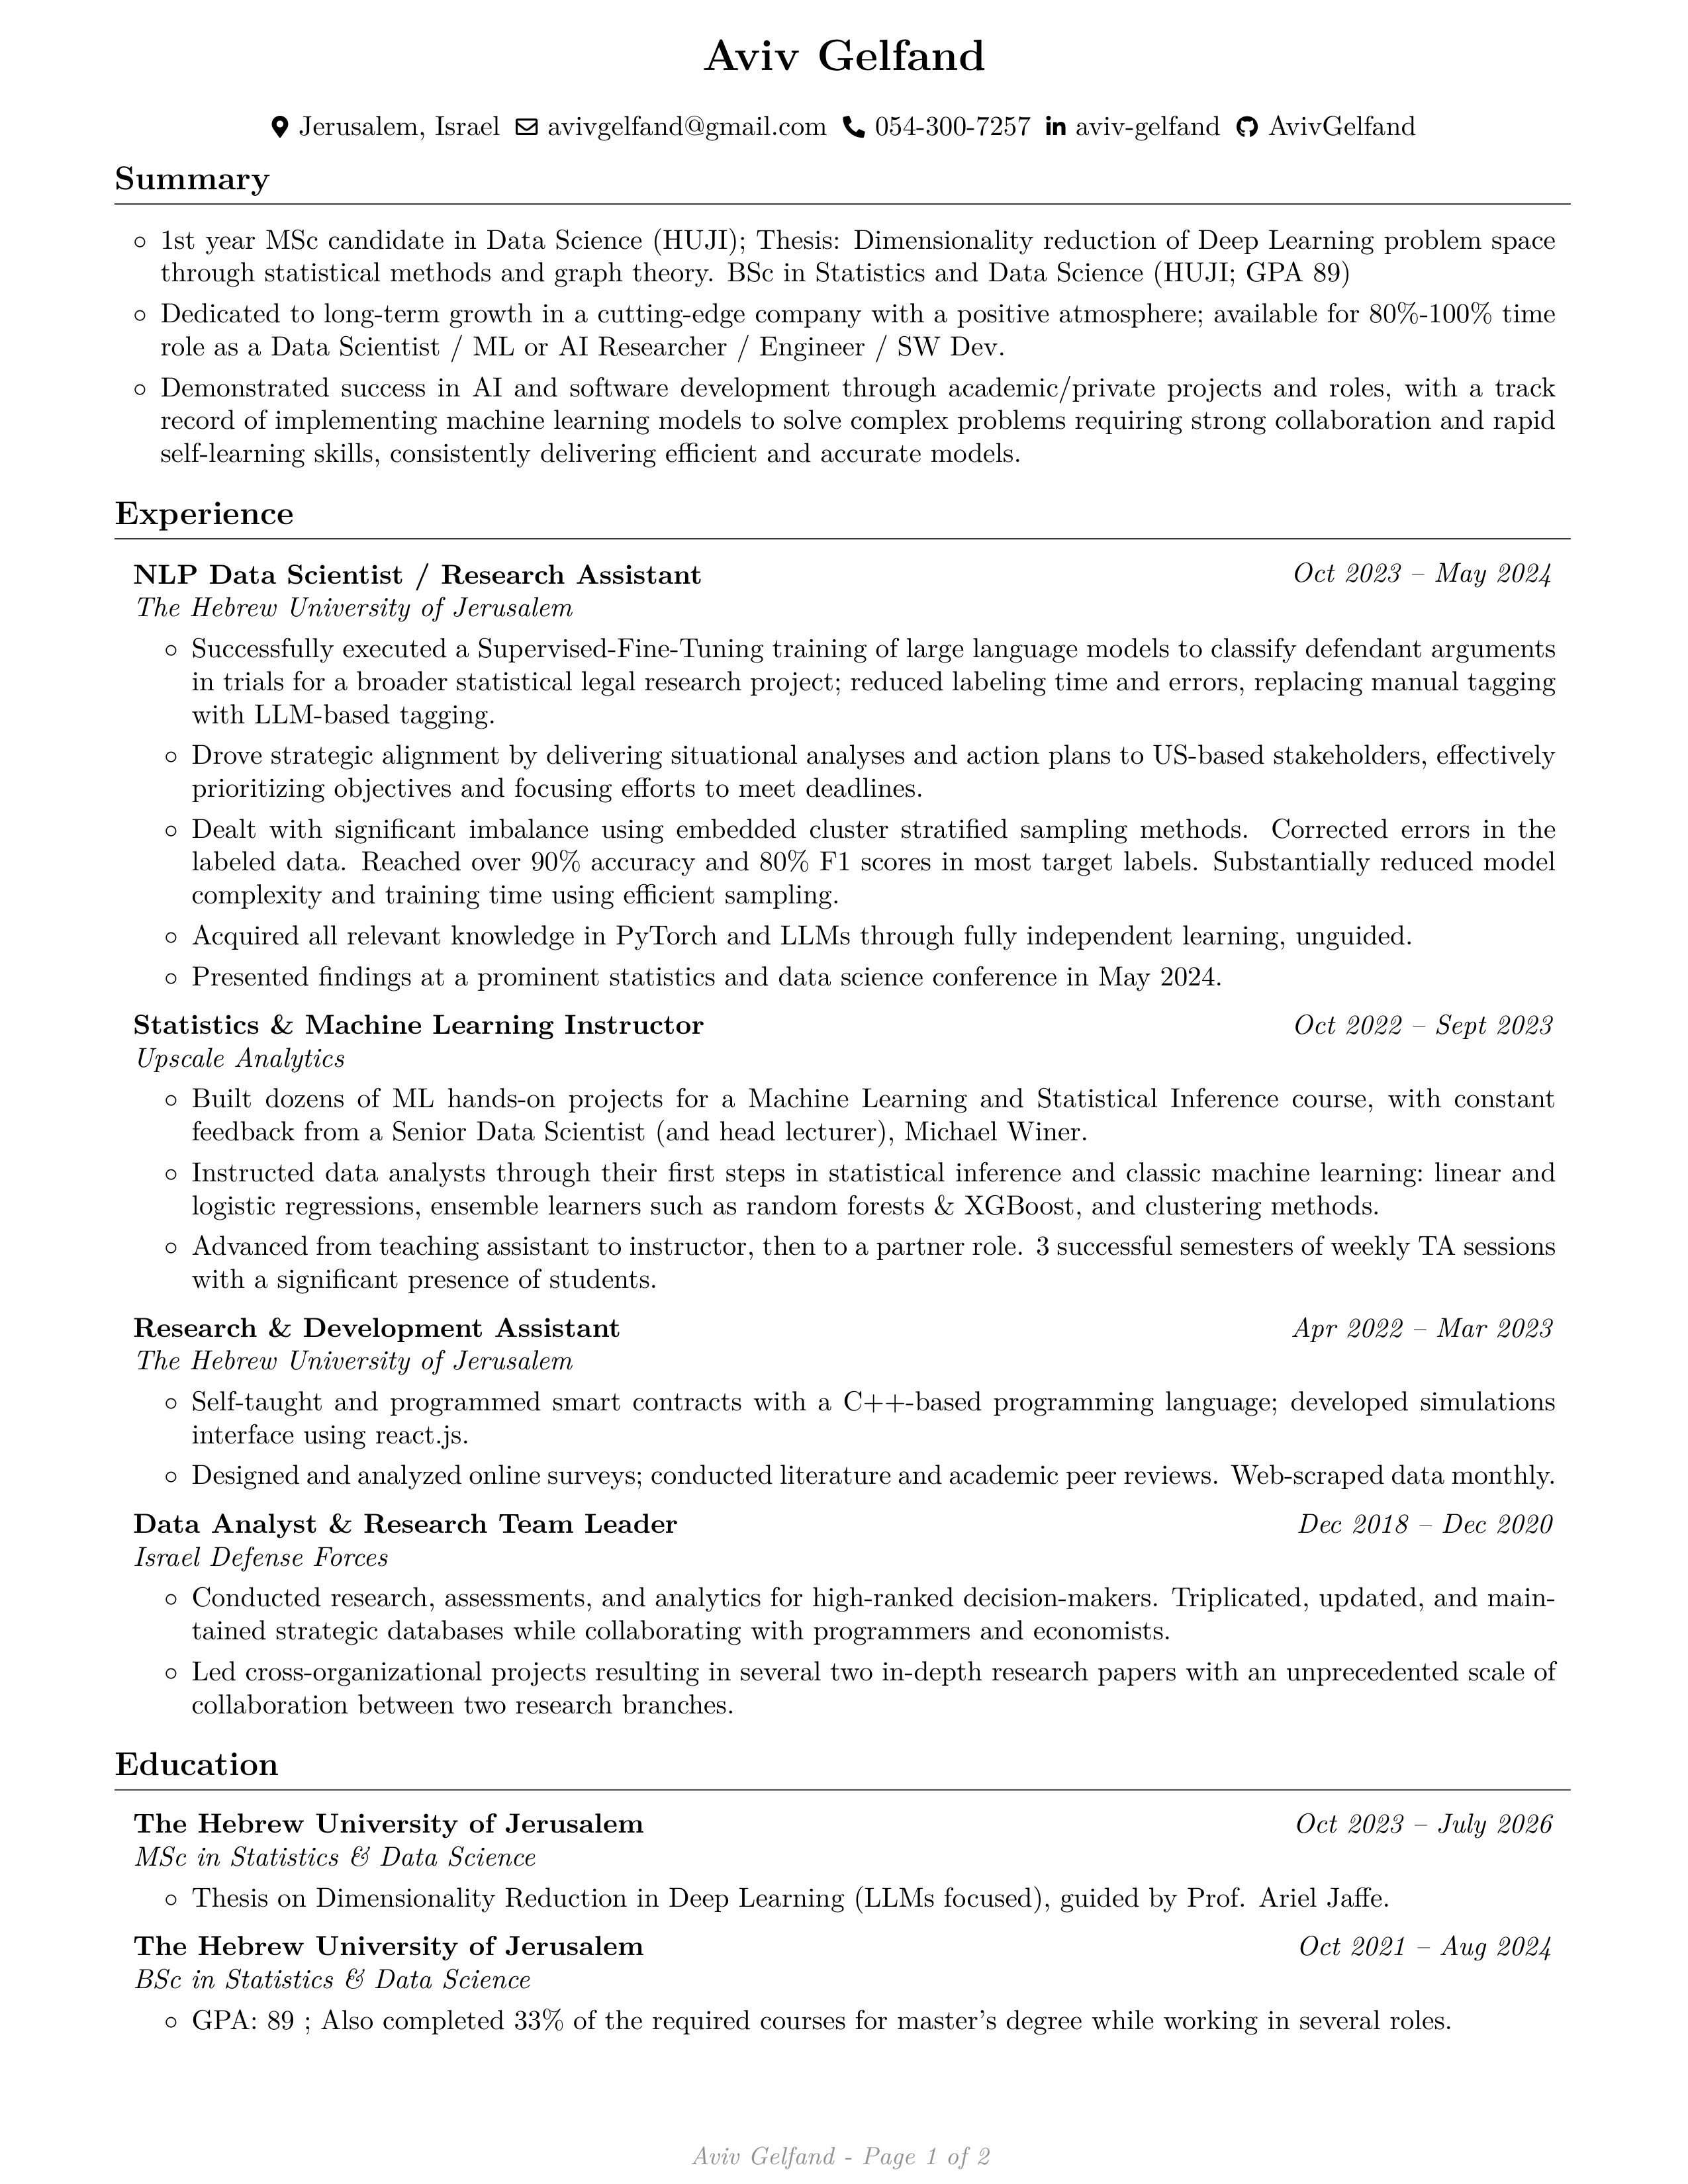 Aviv Gelfand
Jerusalem, Israel avivgelfand@gmail.com 054-300-7257 aviv-gelfand AvivGelfand
Summary
◦ 1st year MSc candidate in Data Science (HUJI); Thesis: Dimensionality reduction of Deep Learning problem space
through statistical methods and graph theory. BSc in Statistics and Data Science (HUJI; GPA 89)
◦ Dedicated to long-term growth in a cutting-edge company with a positive atmosphere; available for 80%-100% time
role as a Data Scientist / ML or AI Researcher / Engineer / SW Dev.
◦ Demonstrated success in AI and software development through academic/private projects and roles, with a track
record of implementing machine learning models to solve complex problems requiring strong collaboration and rapid
self-learning skills, consistently delivering efficient and accurate models.
Experience
NLP Data Scientist / Research Assistant Oct 2023 – May 2024
The Hebrew University of Jerusalem
◦ Successfully executed a Supervised-Fine-Tuning training of large language models to classify defendant arguments
in trials for a broader statistical legal research project; reduced labeling time and errors, replacing manual tagging
with LLM-based tagging.
◦ Drove strategic alignment by delivering situational analyses and action plans to US-based stakeholders, effectively
prioritizing objectives and focusing efforts to meet deadlines.
◦ Dealt with significant imbalance using embedded cluster stratified sampling methods. Corrected errors in the
labeled data. Reached over 90% accuracy and 80% F1 scores in most target labels. Substantially reduced model
complexity and training time using efficient sampling.
◦ Acquired all relevant knowledge in PyTorch and LLMs through fully independent learning, unguided.
◦ Presented findings at a prominent statistics and data science conference in May 2024.
Statistics & Machine Learning Instructor Oct 2022 – Sept 2023
Upscale Analytics
◦ Built dozens of ML hands-on projects for a Machine Learning and Statistical Inference course, with constant
feedback from a Senior Data Scientist (and head lecturer), Michael Winer.
◦ Instructed data analysts through their first steps in statistical inference and classic machine learning: linear and
logistic regressions, ensemble learners such as random forests & XGBoost, and clustering methods.
◦ Advanced from teaching assistant to instructor, then to a partner role. 3 successful semesters of weekly TA sessions
with a significant presence of students.
Research & Development Assistant Apr 2022 – Mar 2023
The Hebrew University of Jerusalem
◦ Self-taught and programmed smart contracts with a C++-based programming language; developed simulations
interface using react.js.
◦ Designed and analyzed online surveys; conducted literature and academic peer reviews. Web-scraped data monthly.
Data Analyst & Research Team Leader Dec 2018 – Dec 2020
Israel Defense Forces
◦ Conducted research, assessments, and analytics for high-ranked decision-makers. Triplicated, updated, and main-
tained strategic databases while collaborating with programmers and economists.
◦ Led cross-organizational projects resulting in several two in-depth research papers with an unprecedented scale of
collaboration between two research branches.
Education
The Hebrew University of Jerusalem Oct 2023 – July 2026
MSc in Statistics & Data Science
◦ Thesis on Dimensionality Reduction in Deep Learning (LLMs focused), guided by Prof. Ariel Jaffe.
The Hebrew University of Jerusalem Oct 2021 – Aug 2024
BSc in Statistics & Data Science
◦ GPA: 89 ; Also completed 33% of the required courses for master's degree while working in several roles.
Aviv Gelfand - Page 1 of 2